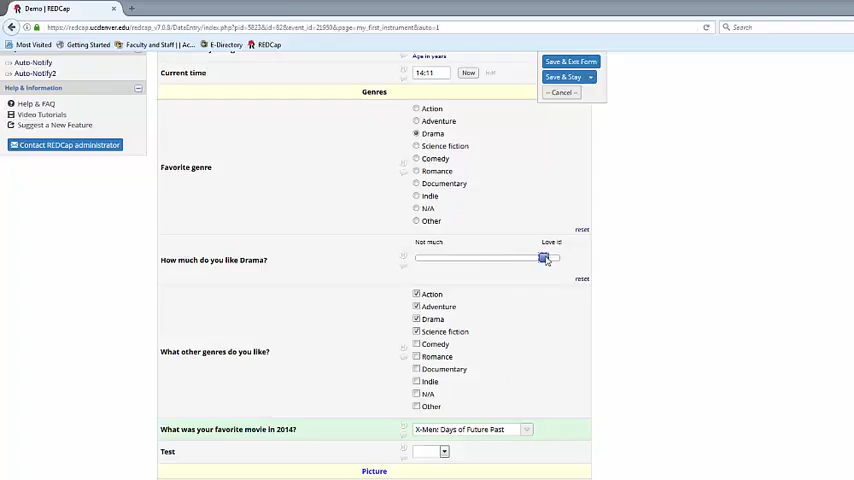 Demo | REDCap
https://redcap.ucdenver.edu/redcap_v7.0.8/DateEntry/index.php?pid=5823&id=82&event_id=21950&page=my_first_instrument&auto=1
Search
Most Visited Getting Started Faculty and Staff || Ac... E-Directory REDCap
Auto-Notify
Auto-Notify2
Help & Information
Help & FAQ
Video Tutorials
Suggest a New Feature
Contact REDCap administrator
Age in years
Save & Exit Form
Save & Stay
-- Cancel --
Current time 14:11 Now H:M
Genres
Favorite genre
Action
Adventure
Drama
Science fiction
Comedy
Romance
Documentary
Indie
N/A
Other
reset
How much do you like Drama?
Not much Love it!
reset
What other genres do you like?
Action
Adventure
Drama
Science fiction
Comedy
Romance
Documentary
Indie
N/A
Other
What was your favorite movie in 2014? X-Men: Days of Future Past
Test
Picture